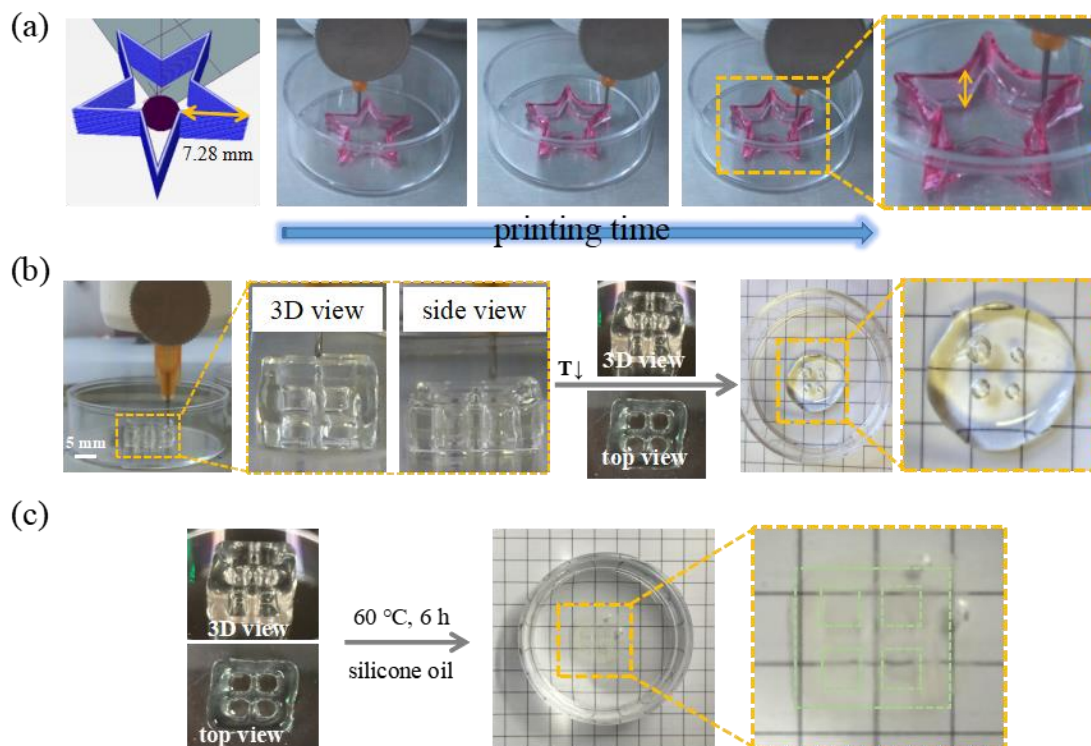 (a)
7.28 mm
printing time
(b)
3D view
side view
5 mm
T↓
3D view
top view
(c)
3D view
top view
60 °C, 6 h
silicone oil